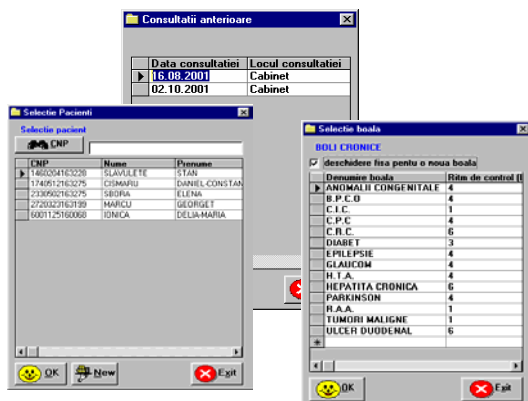 Consultatii anterioare
Data consultatiei Locul consultatiei
16.08.2001 Cabinet
02.10.2001 Cabinet
Selectie Pacienti
Selectie pacient
CNP
CNP Nume Prenume
1460204163228 SLAVULETE STAN
1740512163275 CISMARU DANIEL-CONSTAN
2330502163275 SBORA ELENA
2720323163199 MARCU GEORGET
6001125160068 IONICA DELIA-MARIA
OK New Exit
Selectie boala
BOLI CRONICE
deschidere fisa pentu o noua boala
Denumire boala Ritm de control (l
ANOMALII CONGENITALE 4
B.P.C.O 4
C.I.C. 1
C.P.C 4
C.R.C. 6
DIABET 3
EPILEPSIE 4
GLAUCOM 4
H.T.A. 4
HEPATITA CRONICA 6
PARKINSON 4
R.A.A. 1
TUMORI MALIGNE 1
ULCER DUODENAL 6
OK Exit